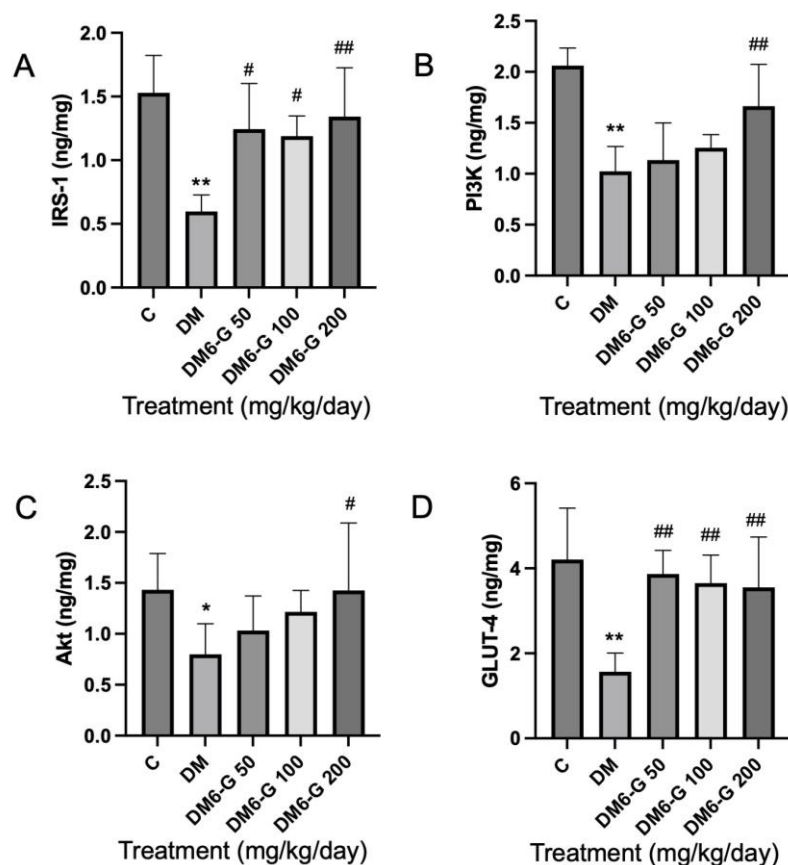 A
IRS-1 (ng/mg)
2.0
1.5
1.0
0.5
0.0
**
#
#
##
C
DM
DM6-G 50
DM6-G 100
DM6-G 200
Treatment (mg/kg/day)
B
PI3K (ng/mg)
2.5
2.0
1.5
1.0
0.5
0.0
**
##
C
DM
DM6-G 50
DM6-G 100
DM6-G 200
Treatment (mg/kg/day)
C
Akt (ng/mg)
2.5
2.0
1.5
1.0
0.5
0.0
*
#
C
DM
DM6-G 50
DM6-G 100
DM6-G 200
Treatment (mg/kg/day)
D
GLUT-4 (ng/mg)
6
4
2
0
**
##
##
##
C
DM
DM6-G 50
DM6-G 100
DM6-G 200
Treatment (mg/kg/day)